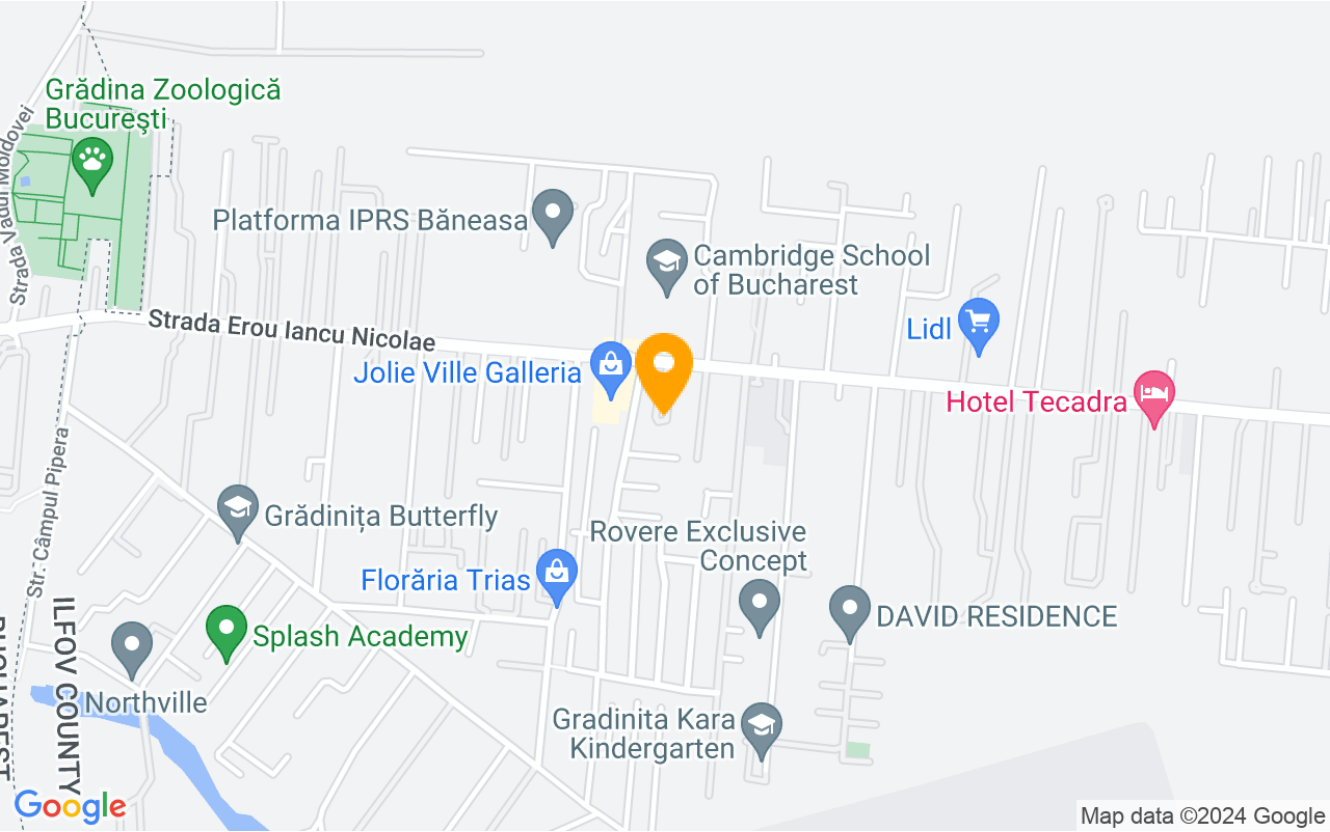 Grădina Zoologică
Bucureşti
Strada Vadul Moldovei
Platforma IPRS Băneasa
Cambridge School
of Bucharest
Strada Erou Iancu Nicolae
Lidl
Jolie Ville Galleria
Hotel Tecadra
Str. Câmpul Pipera
Grădinița Butterfly
Rovere Exclusive
Concept
Florăria Trias
DAVID RESIDENCE
Splash Academy
ILFOV COUNTY
BUCHAREST
Northville
Gradinita Kara
Kindergarten
Google
Map data ©2024 Google